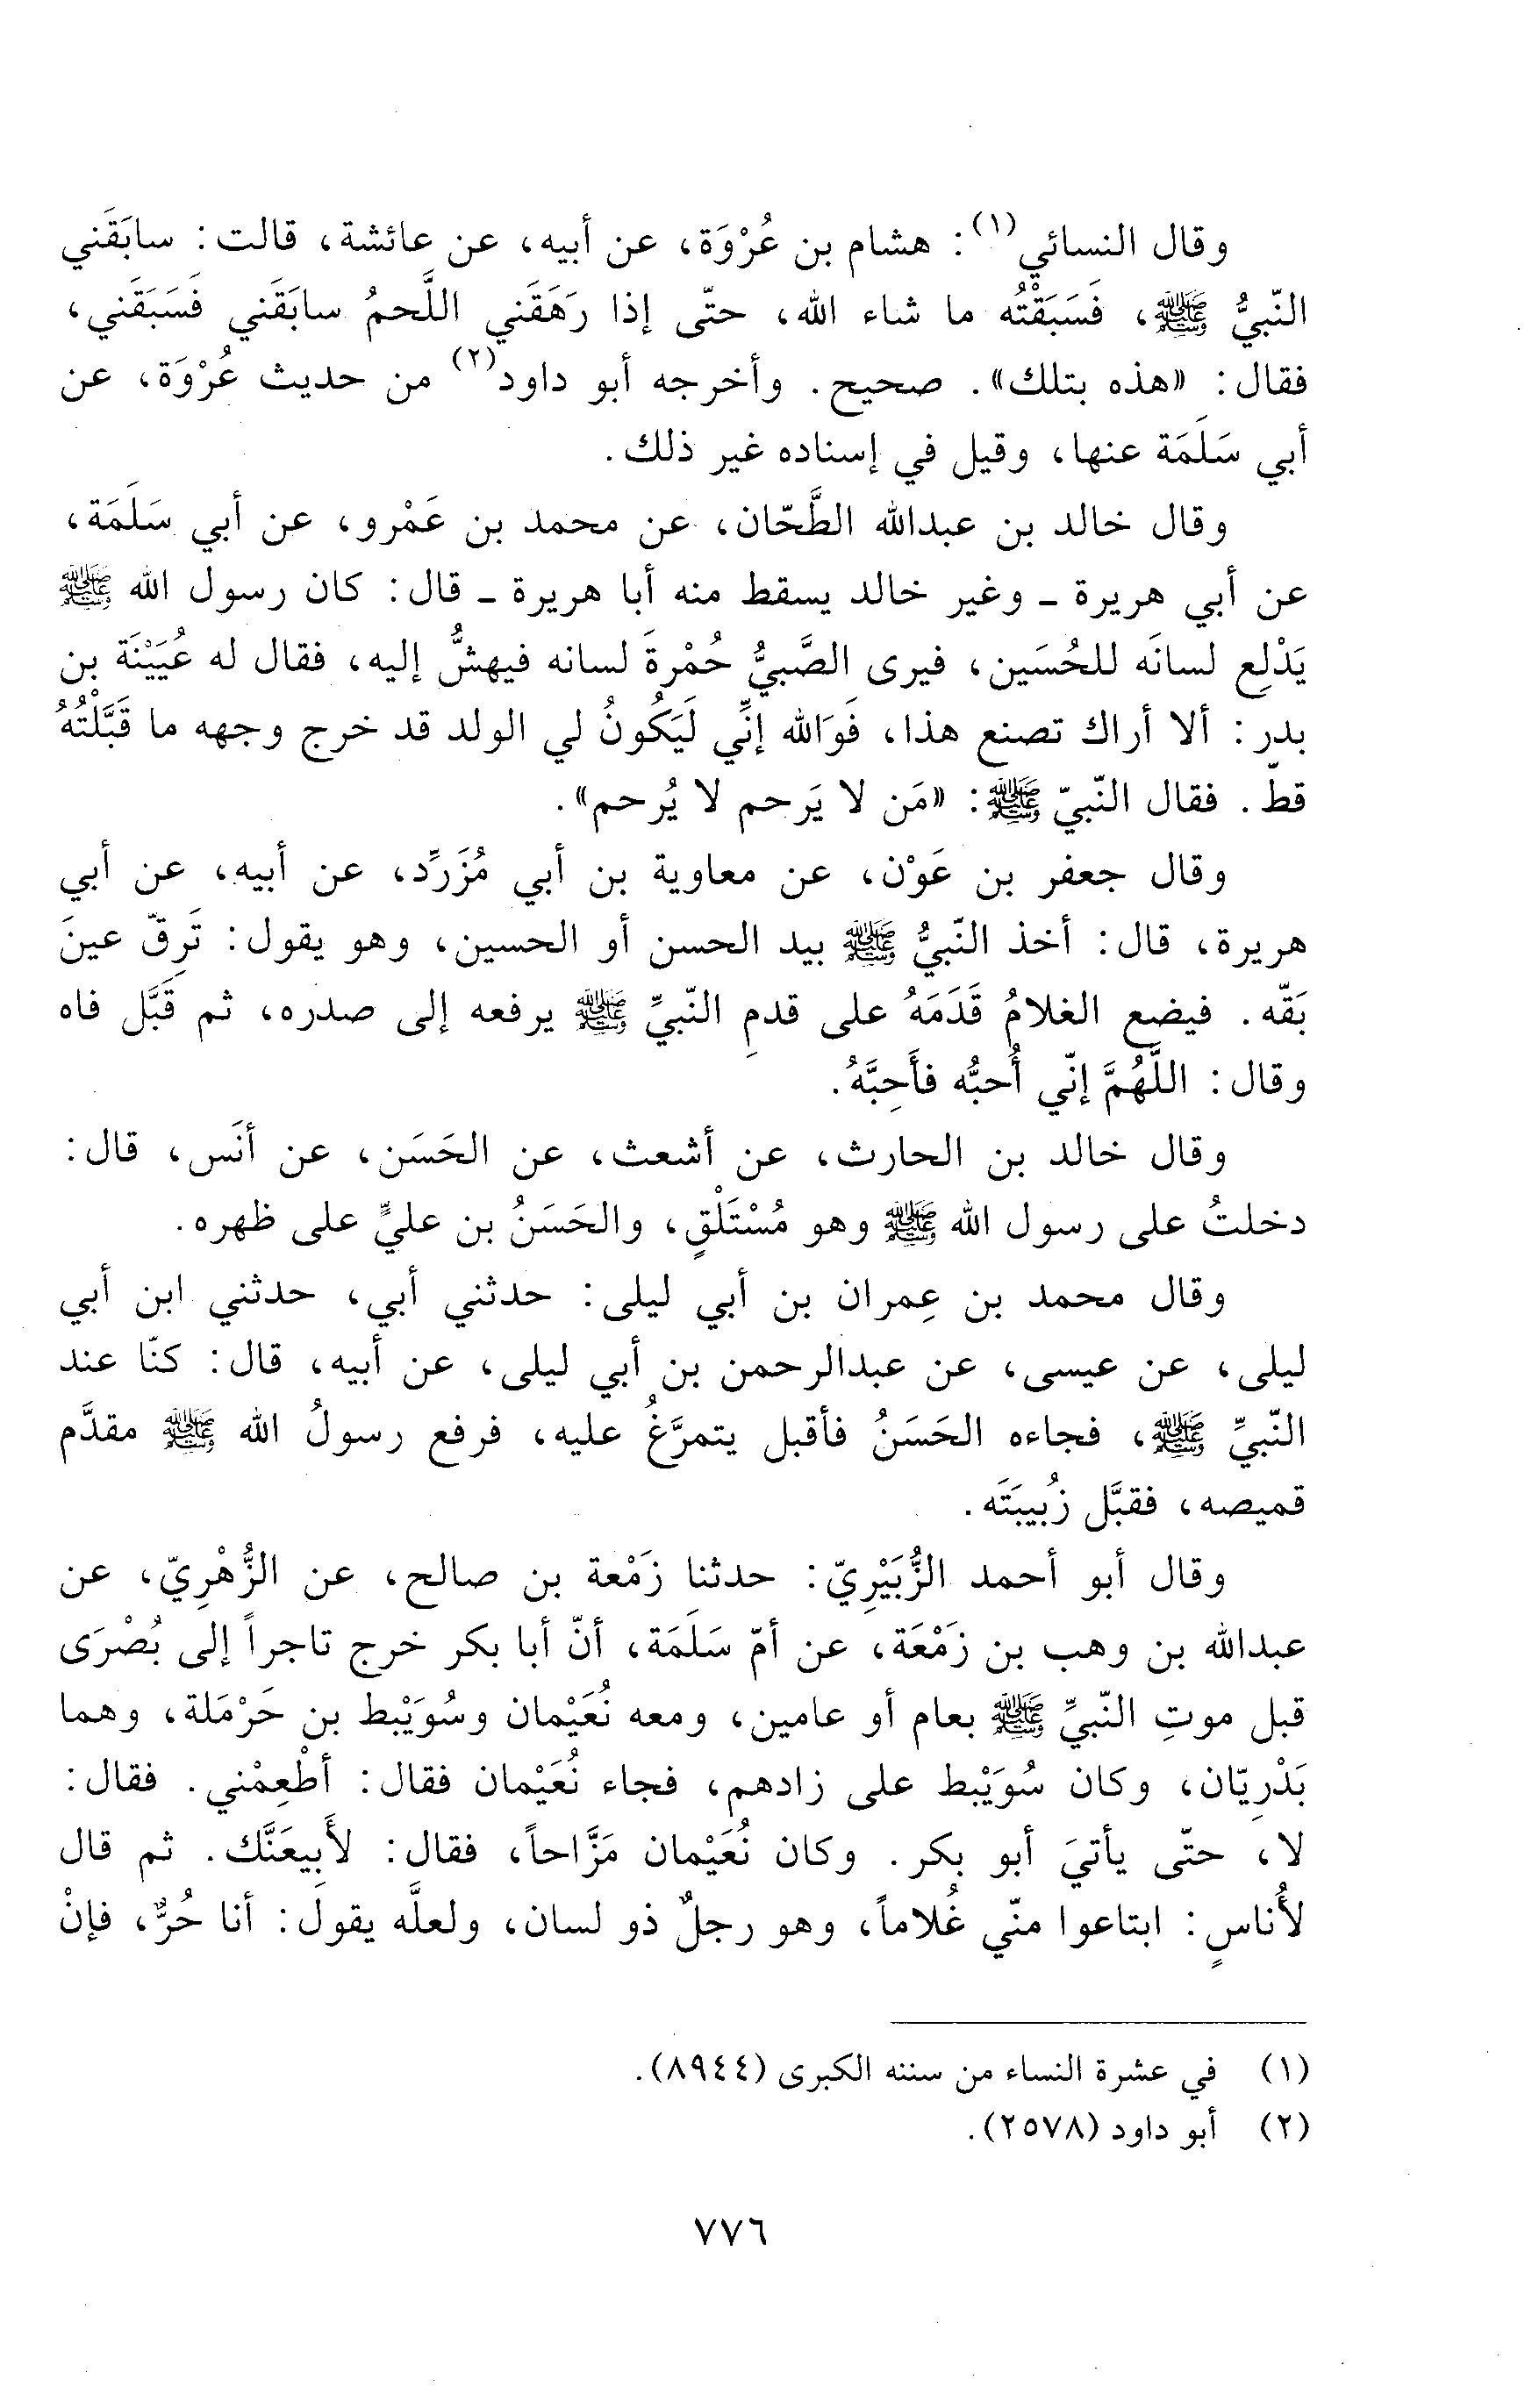 وقال النسائي(١): هشام بن عُرْوَة، عن أبيه، عن عائشة، قالت: سابَقَني
النّبيُّ ﷺ، فَسَبَقْتُه ما شاء الله، حتّى إذا رَهَقَني اللَّحمُ سابَقَني فَسَبَقَني،
فقال: «هذه بتلك». صحيح. وأخرجه أبو داود(٢) من حديث عُرْوَة، عن
أبي سَلَمَة عنها، وقيل في إسناده غير ذلك.
وقال خالد بن عبدالله الطَّحّان، عن محمد بن عَمْرو، عن أبي سَلَمَة،
عن أبي هريرة ـ وغير خالد يسقط منه أبا هريرة ـ قال: كان رسول الله ﷺ
يَدْلِع لسانَه للحُسَين، فيرى الصَّبيُّ حُمْرةَ لسانه فيهشُّ إليه، فقال له عُيَيْنَة بن
بدر: ألا أراك تصنع هذا، فَوَالله إنِّي لَيَكُونُ لي الولد قد خرج وجهه ما قَبَّلْتُهُ
قطّ. فقال النّبيّ ﷺ: «مَن لا يَرحم لا يُرحم».
وقال جعفر بن عَوْن، عن معاوية بن أبي مُزَرِّد، عن أبيه، عن أبي
هريرة، قال: أخذ النّبيُّ ﷺ بيد الحسن أو الحسين، وهو يقول: تَرِقّ عينَ
بَقّه. فيضع الغلامُ قَدَمَهُ على قدمِ النّبيِّ ﷺ يرفعه إلى صدره، ثم قَبَّل فاه
وقال: اللَّهُمَّ إنّي أُحبُّه فأَحِبَّهُ.
وقال خالد بن الحارث، عن أشعث، عن الحَسَن، عن أنَس، قال:
دخلتُ على رسول الله ﷺ وهو مُسْتَلْقٍ، والحَسَنُ بن عليٍّ على ظهره.
وقال محمد بن عِمران بن أبي ليلى: حدثني أبي، حدثني ابن أبي
ليلى، عن عيسى، عن عبدالرحمن بن أبي ليلى، عن أبيه، قال: كنّا عند
النّبيِّ ﷺ، فجاءه الحَسَنُ فأقبل يتمرَّغُ عليه، فرفع رسولُ الله ﷺ مقدَّم
قميصه، فقبَّل زُبيبَتَه.
وقال أبو أحمد الزُّبَيْرِيّ: حدثنا زَمْعة بن صالح، عن الزُّهْرِيّ، عن
عبدالله بن وهب بن زَمْعَة، عن أمّ سَلَمَة، أنّ أبا بكر خرج تاجراً إلى بُصْرَى
قبل موتِ النّبيِّ ﷺ بعام أو عامين، ومعه نُعَيْمان وسُوَيْبط بن حَرْمَلة، وهما
بَدْرِيّان، وكان سُوَيْبط على زادهم، فجاء نُعَيْمان فقال: أطْعِمْني. فقال:
لا، حتّى يأتيَ أبو بكر. وكان نُعَيْمان مَزَّاحاً، فقال: لأَبِيعَنَّك. ثم قال
لأُناسٍ: ابتاعوا منّي غُلاماً، وهو رجلٌ ذو لسان، ولعلَّه يقول: أنا حُرٌّ، فإنْ
(١) في عشرة النساء من سننه الكبرى (٨٩٤٤).
(٢) أبو داود (٢٥٧٨).
٧٧٦